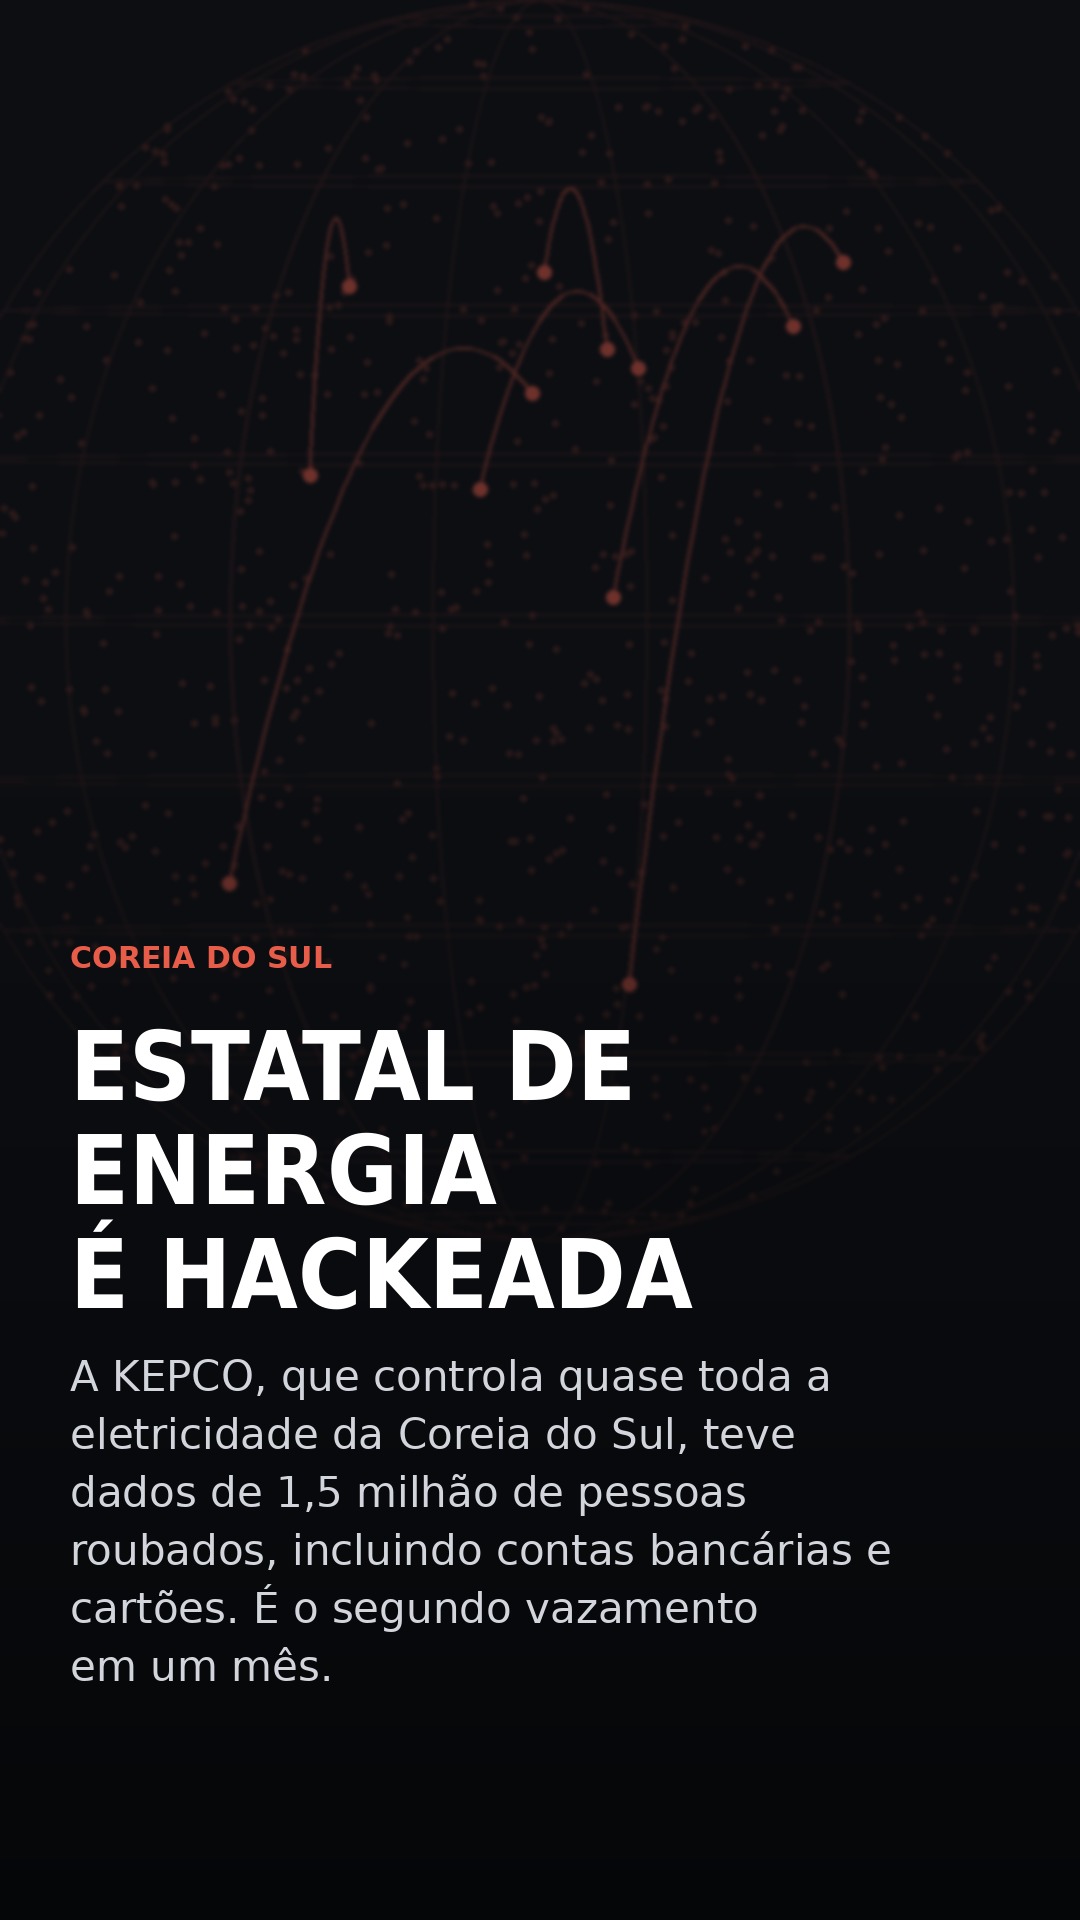 COREIA DO SUL
ESTATAL DE
ENERGIA
É HACKEADA
A KEPCO, que controla quase toda a
eletricidade da Coreia do Sul, teve
dados de 1,5 milhão de pessoas
roubados, incluindo contas bancárias e
cartões. É o segundo vazamento
em um mês.